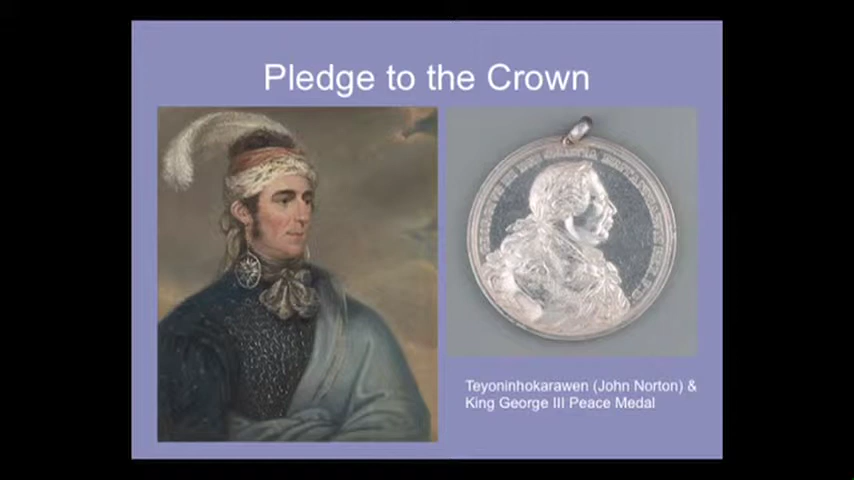 Pledge to the Crown
Teyoninhokarawen (John Norton) &
King George III Peace Medal